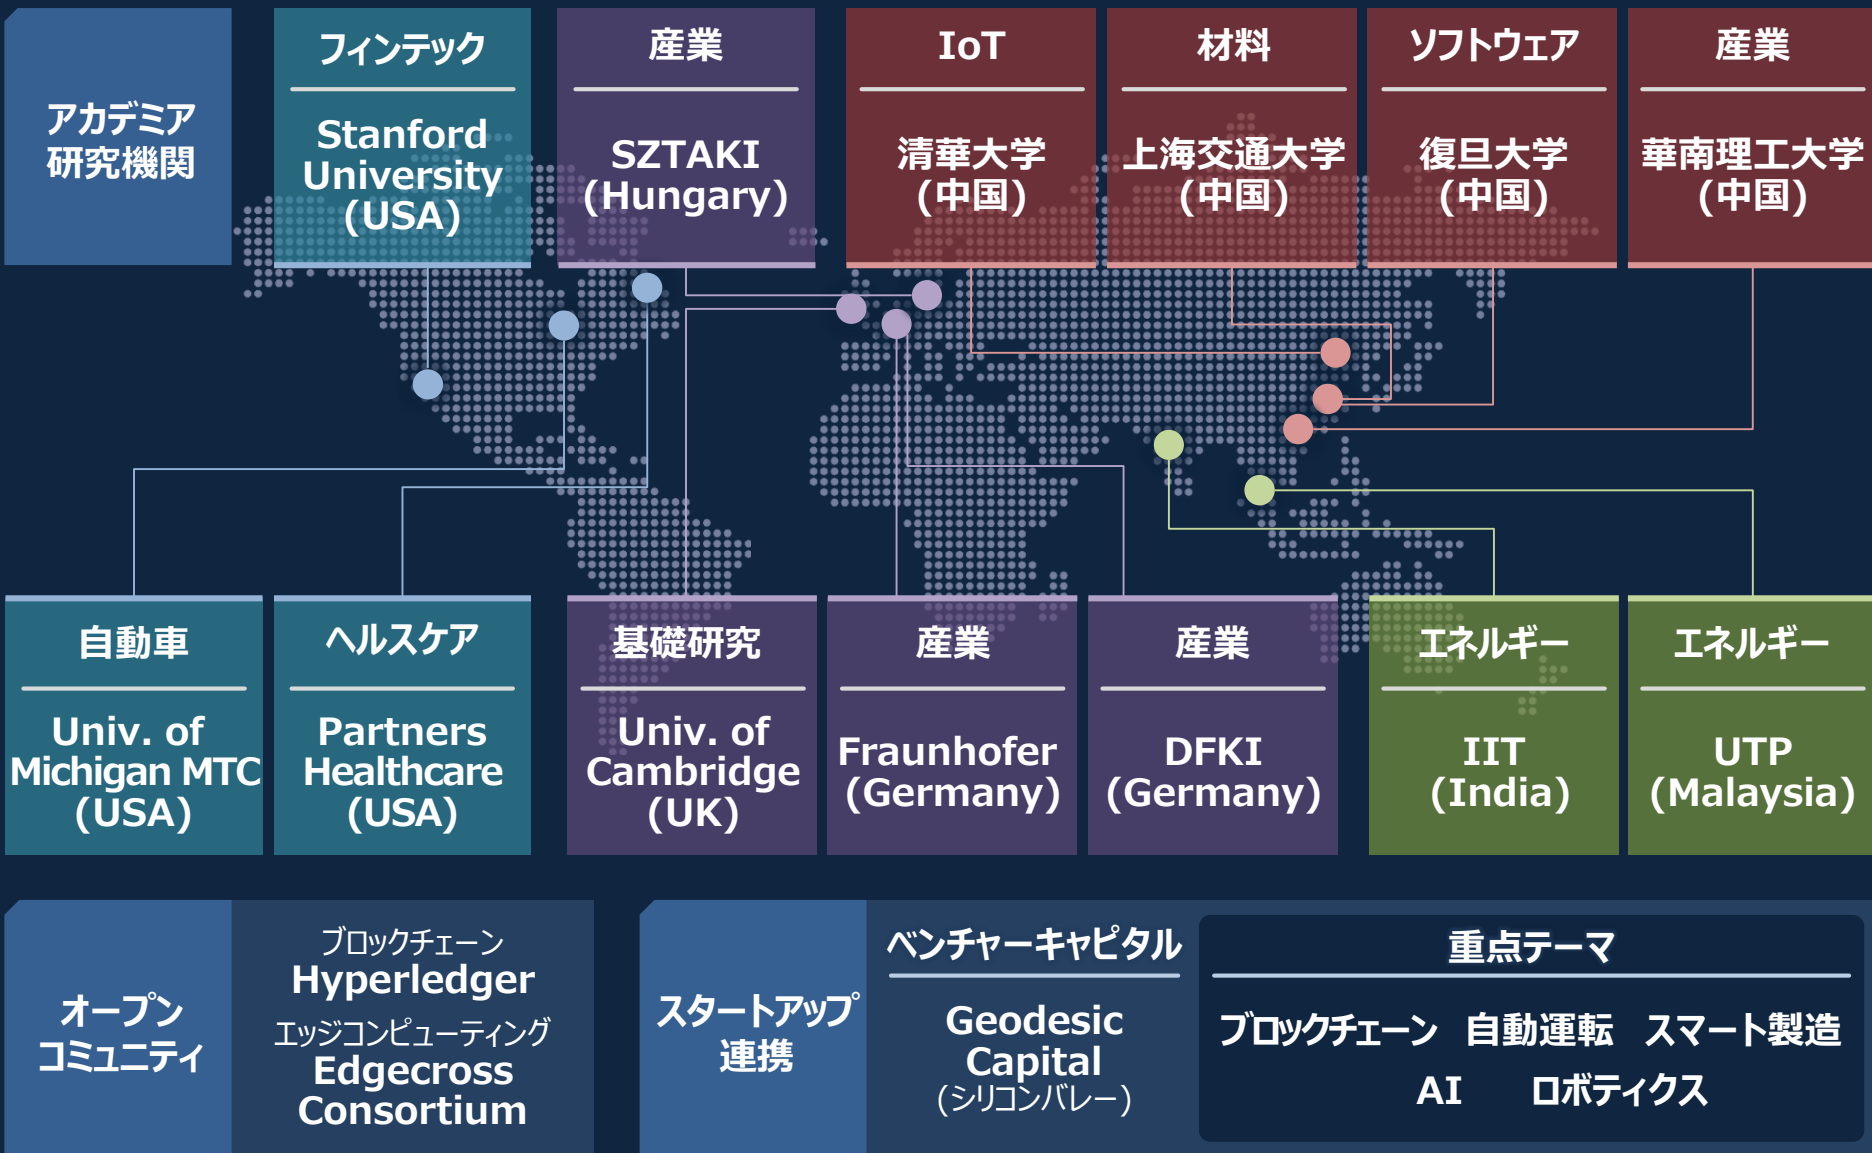 アカデミア
研究機関
フィンテック
Stanford
University
(USA)
産業
SZTAKI
(Hungary)
IoT
清華大学
(中国)
材料
上海交通大学
(中国)
ソフトウェア
復旦大学
(中国)
産業
華南理工大学
(中国)
自動車
Univ. of
Michigan MTC
(USA)
ヘルスケア
Partners
Healthcare
(USA)
基礎研究
Univ. of
Cambridge
(UK)
産業
Fraunhofer
(Germany)
産業
DFKI
(Germany)
エネルギー
IIT
(India)
エネルギー
UTP
(Malaysia)
オープン
コミュニティ
ブロックチェーン
Hyperledger
エッジコンピューティング
Edgecross
Consortium
スタートアップ
連携
ベンチャーキャピタル
Geodesic
Capital
(シリコンバレー)
重点テーマ
ブロックチェーン 自動運転 スマート製造
AI ロボティクス